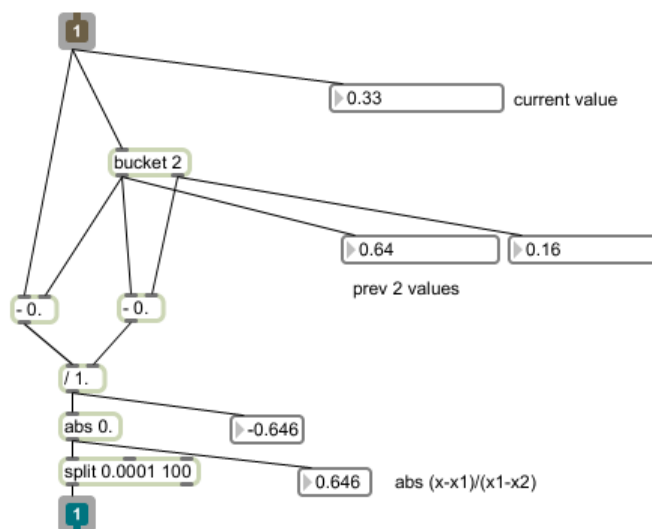 1
0.33 current value
bucket 2
0.64 0.16
prev 2 values
- 0. - 0.
/ 1.
abs 0. -0.646
split 0.0001 100 0.646 abs (x-x1)/(x1-x2)
1